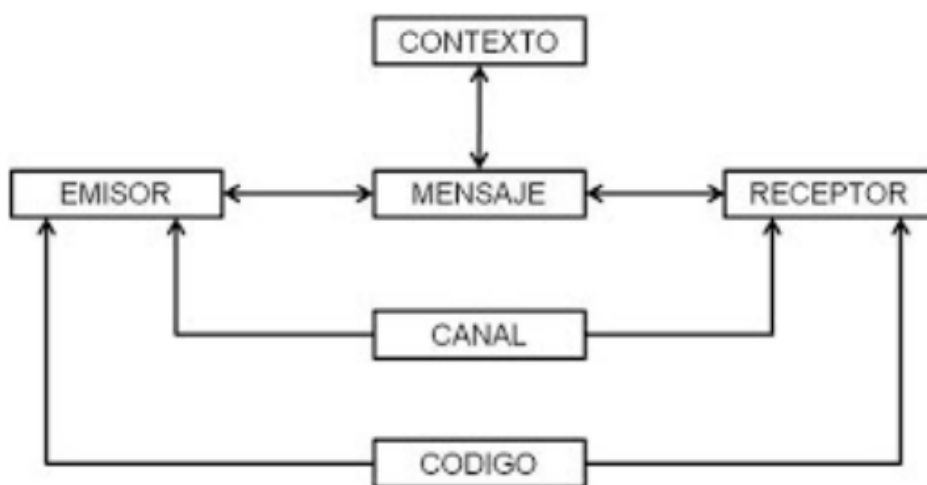 CONTEXTO
EMISOR
MENSAJE
RECEPTOR
CANAL
CODIGO